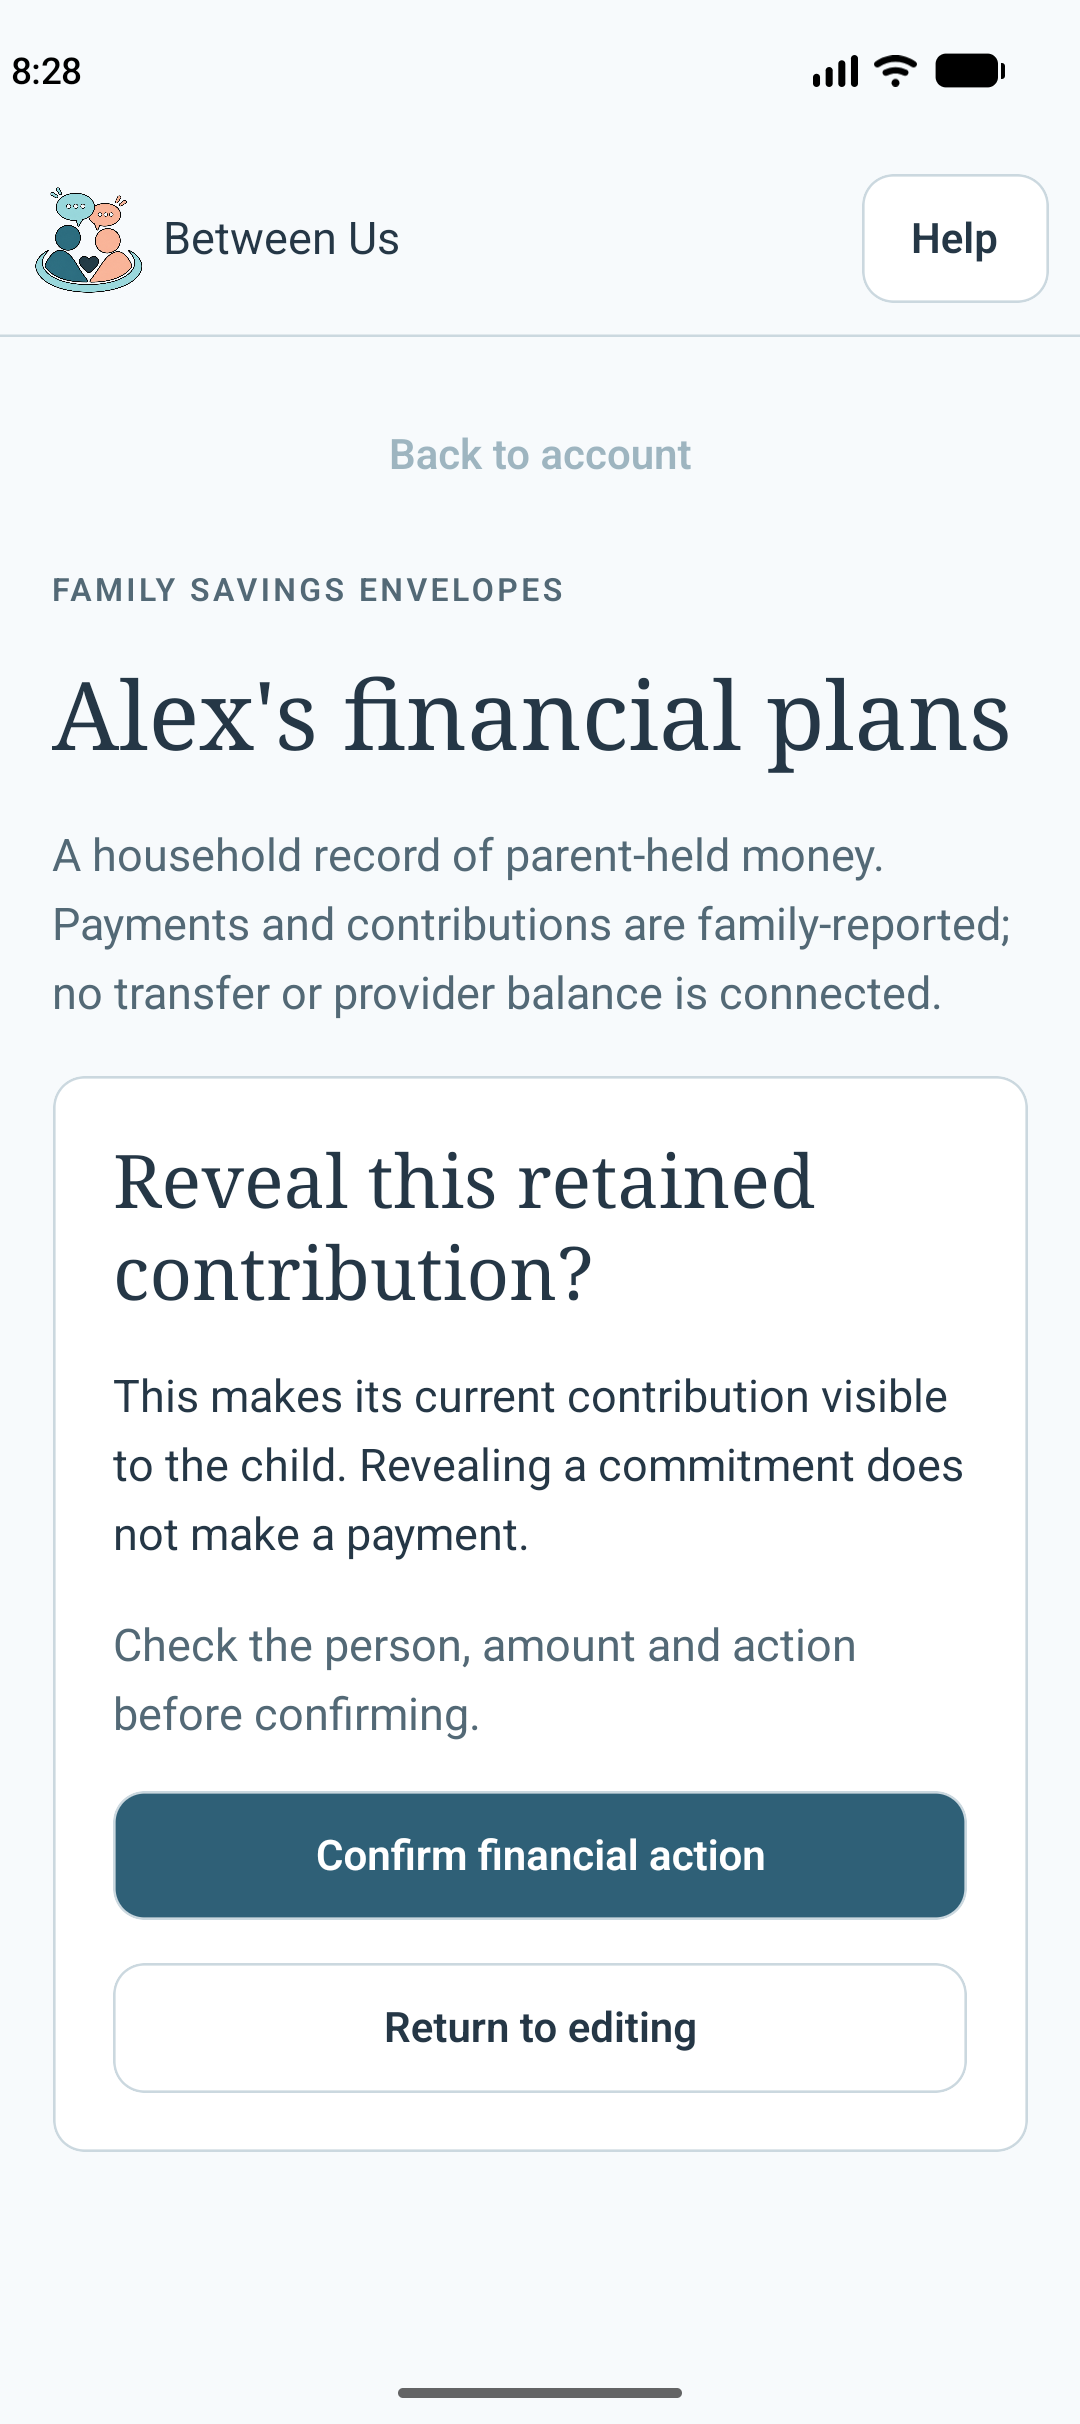 8:28
Between Us
Help
Back to account
FAMILY SAVINGS ENVELOPES
Alex's financial plans
A household record of parent-held money.
Payments and contributions are family-reported;
no transfer or provider balance is connected.
Reveal this retained
contribution?
This makes its current contribution visible
to the child. Revealing a commitment does
not make a payment.
Check the person, amount and action
before confirming.
Confirm financial action
Return to editing